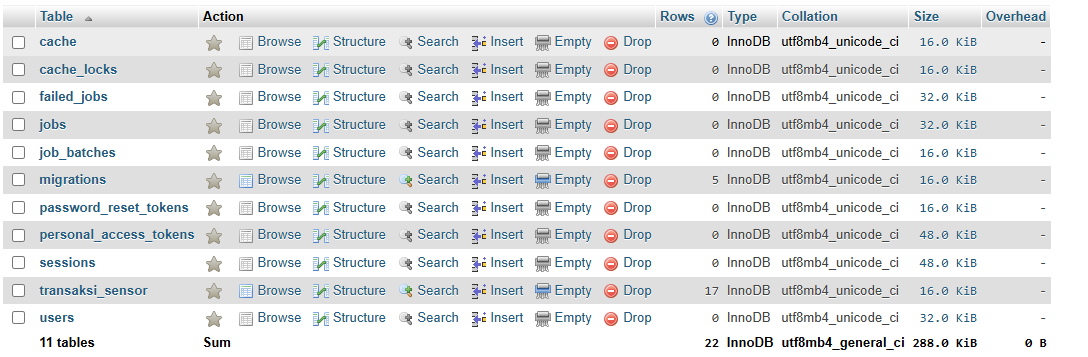 Table Action Rows Type Collation Size Overhead
cache Browse Structure Search Insert Empty Drop 0 InnoDB utf8mb4_unicode_ci 16.0 KiB -
cache_locks Browse Structure Search Insert Empty Drop 0 InnoDB utf8mb4_unicode_ci 16.0 KiB -
failed_jobs Browse Structure Search Insert Empty Drop 0 InnoDB utf8mb4_unicode_ci 32.0 KiB -
jobs Browse Structure Search Insert Empty Drop 0 InnoDB utf8mb4_unicode_ci 32.0 KiB -
job_batches Browse Structure Search Insert Empty Drop 0 InnoDB utf8mb4_unicode_ci 16.0 KiB -
migrations Browse Structure Search Insert Empty Drop 5 InnoDB utf8mb4_unicode_ci 16.0 KiB -
password_reset_tokens Browse Structure Search Insert Empty Drop 0 InnoDB utf8mb4_unicode_ci 16.0 KiB -
personal_access_tokens Browse Structure Search Insert Empty Drop 0 InnoDB utf8mb4_unicode_ci 48.0 KiB -
sessions Browse Structure Search Insert Empty Drop 0 InnoDB utf8mb4_unicode_ci 48.0 KiB -
transaksi_sensor Browse Structure Search Insert Empty Drop 17 InnoDB utf8mb4_unicode_ci 16.0 KiB -
users Browse Structure Search Insert Empty Drop 0 InnoDB utf8mb4_unicode_ci 32.0 KiB -
11 tables Sum 22 InnoDB utf8mb4_general_ci 288.0 KiB 0 B